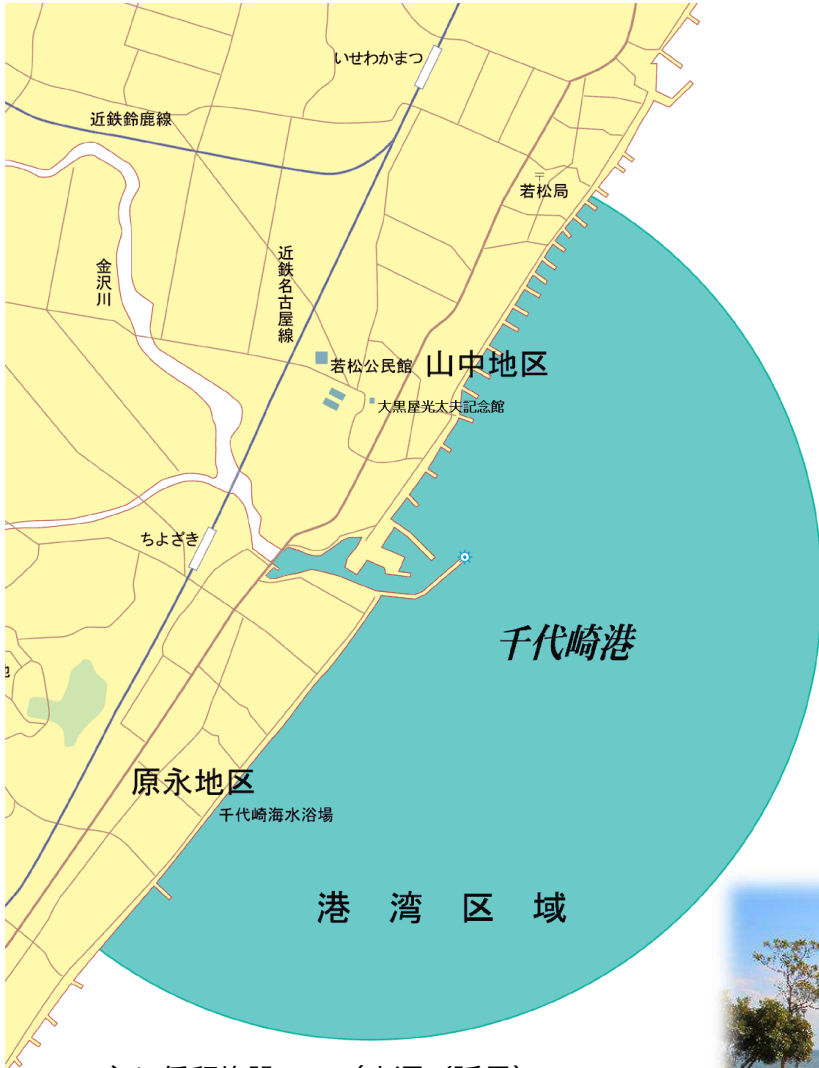 いせわかまつ
近鉄鈴鹿線
〒
若松局
金沢川
近鉄名古屋線
若松公民館
山中地区
大黒屋光太夫記念館
ちよざき
千代崎港
原永地区
千代崎海水浴場
港湾区域